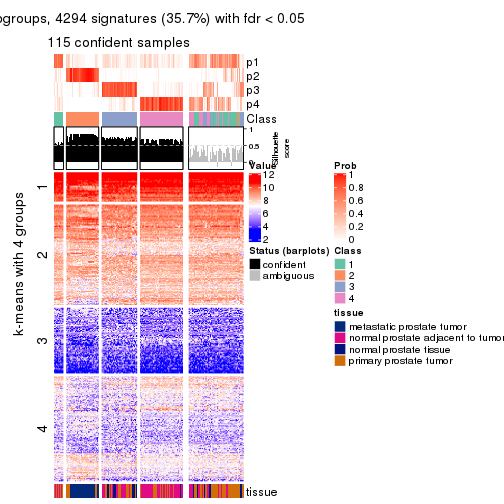 ogroups, 4294 signatures (35.7%) with fdr < 0.05
115 confident samples
p1
p2
p3
p4
Class
1
0.5
0
Silhouette
score
k-means with 4 groups
1
2
3
4
tissue
Value
12
10
8
6
4
2
Prob
1
0.8
0.6
0.4
0.2
0
Status (barplots)
confident
ambiguous
Class
1
2
3
4
tissue
metastatic prostate tumor
normal prostate adjacent to tumor
normal prostate tissue
primary prostate tumor